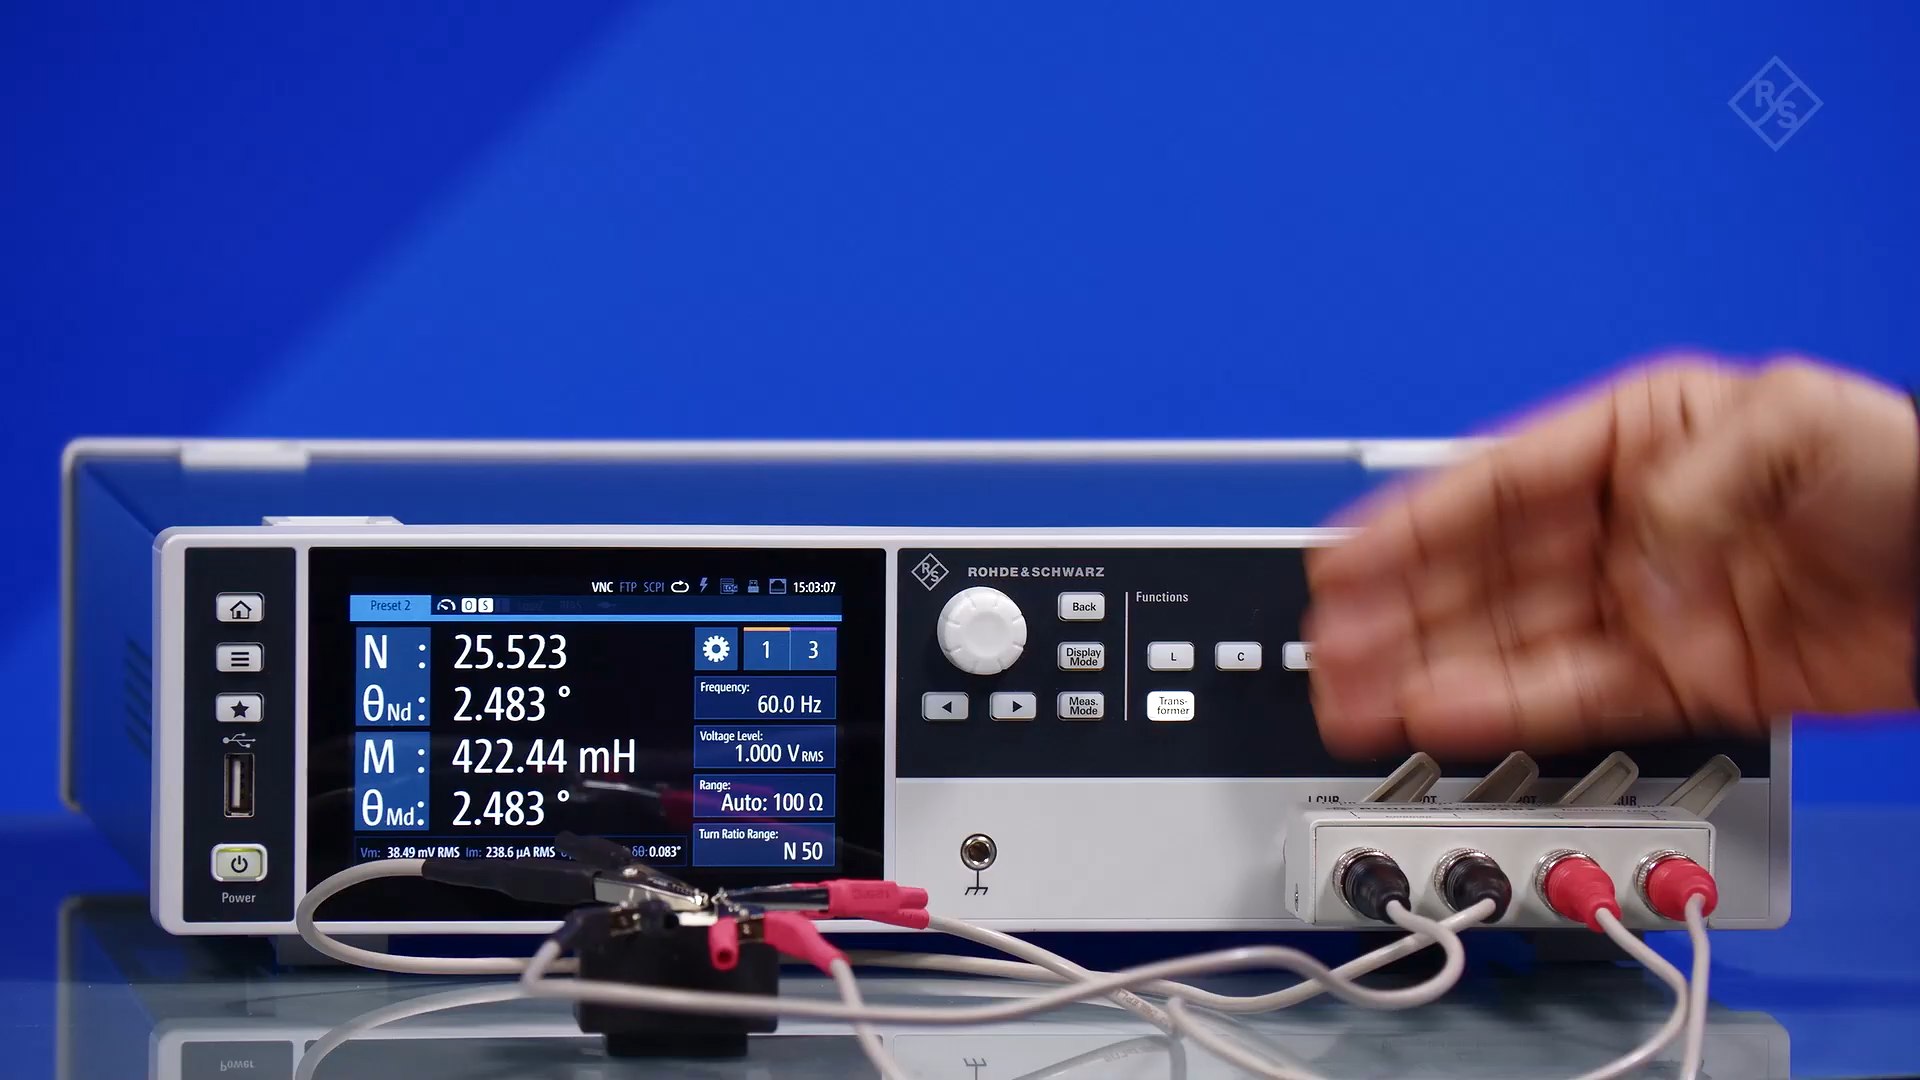 R S
R S ROHDE&SCHWARZ
VNC FTP SCPI 15:03:07
Preset 2 O S
N : 25.523
1 3
θNd : 2.483 °
Frequency:
60.0 Hz
M : 422.44 mH
Voltage Level:
1.000 V RMS
θMd : 2.483 °
Range:
Auto: 100 Ω
Turn Ratio Range:
N 50
Vm: 38.49 mV RMS Im: 238.6 µA RMS δθ: 0.083°
Power
Back
Display
Mode
Meas.
Mode
Functions
L C R
Trans-
former